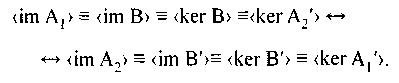 ‹im A₁› ≡ ‹im B› ≡ ‹ker B› ≡ ‹ker A₂′› ↔
↔ ‹im A₂› ≡ ‹im B′› ≡ ‹ker B′› ≡ ‹ker A₁′›.